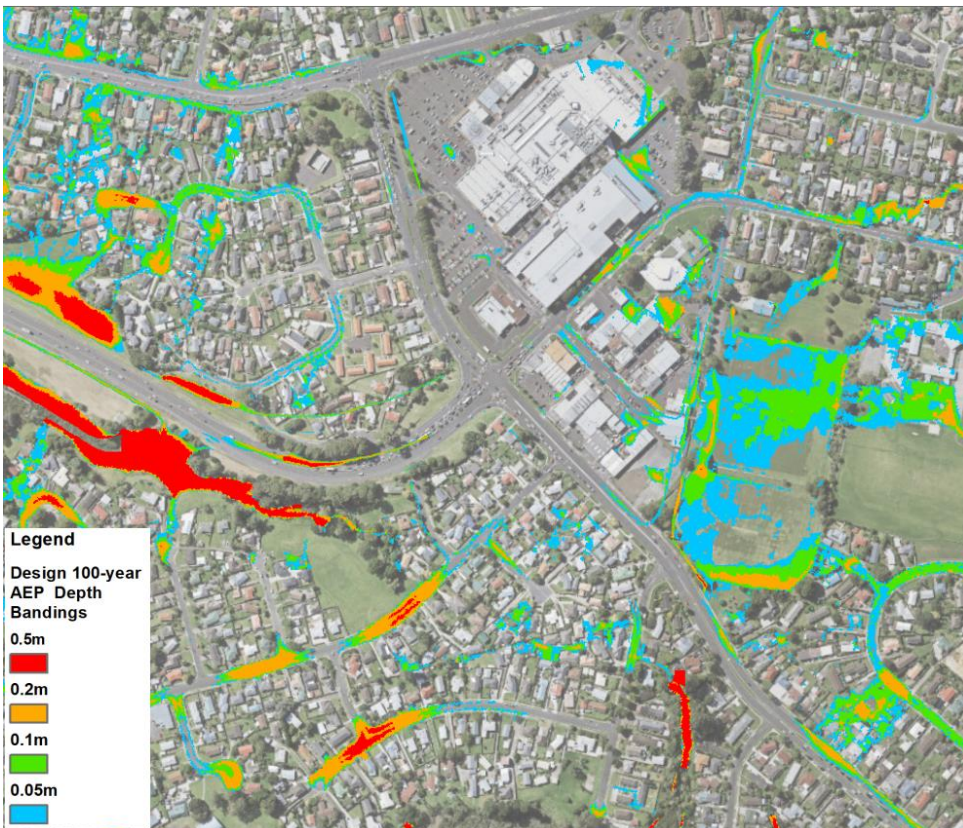 Legend
Design 100-year
AEP Depth
Bandings
0.5m
0.2m
0.1m
0.05m